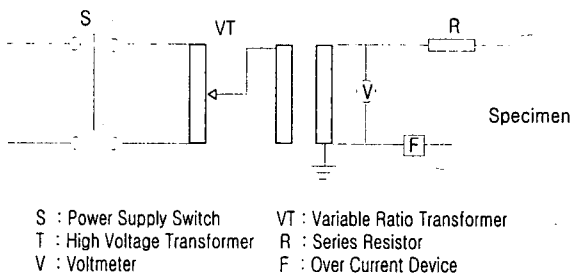 S
VT
R
V
Specimen
F
S : Power Supply Switch
VT : Variable Ratio Transformer
T : High Voltage Transformer
R : Series Resistor
V : Voltmeter
F : Over Current Device